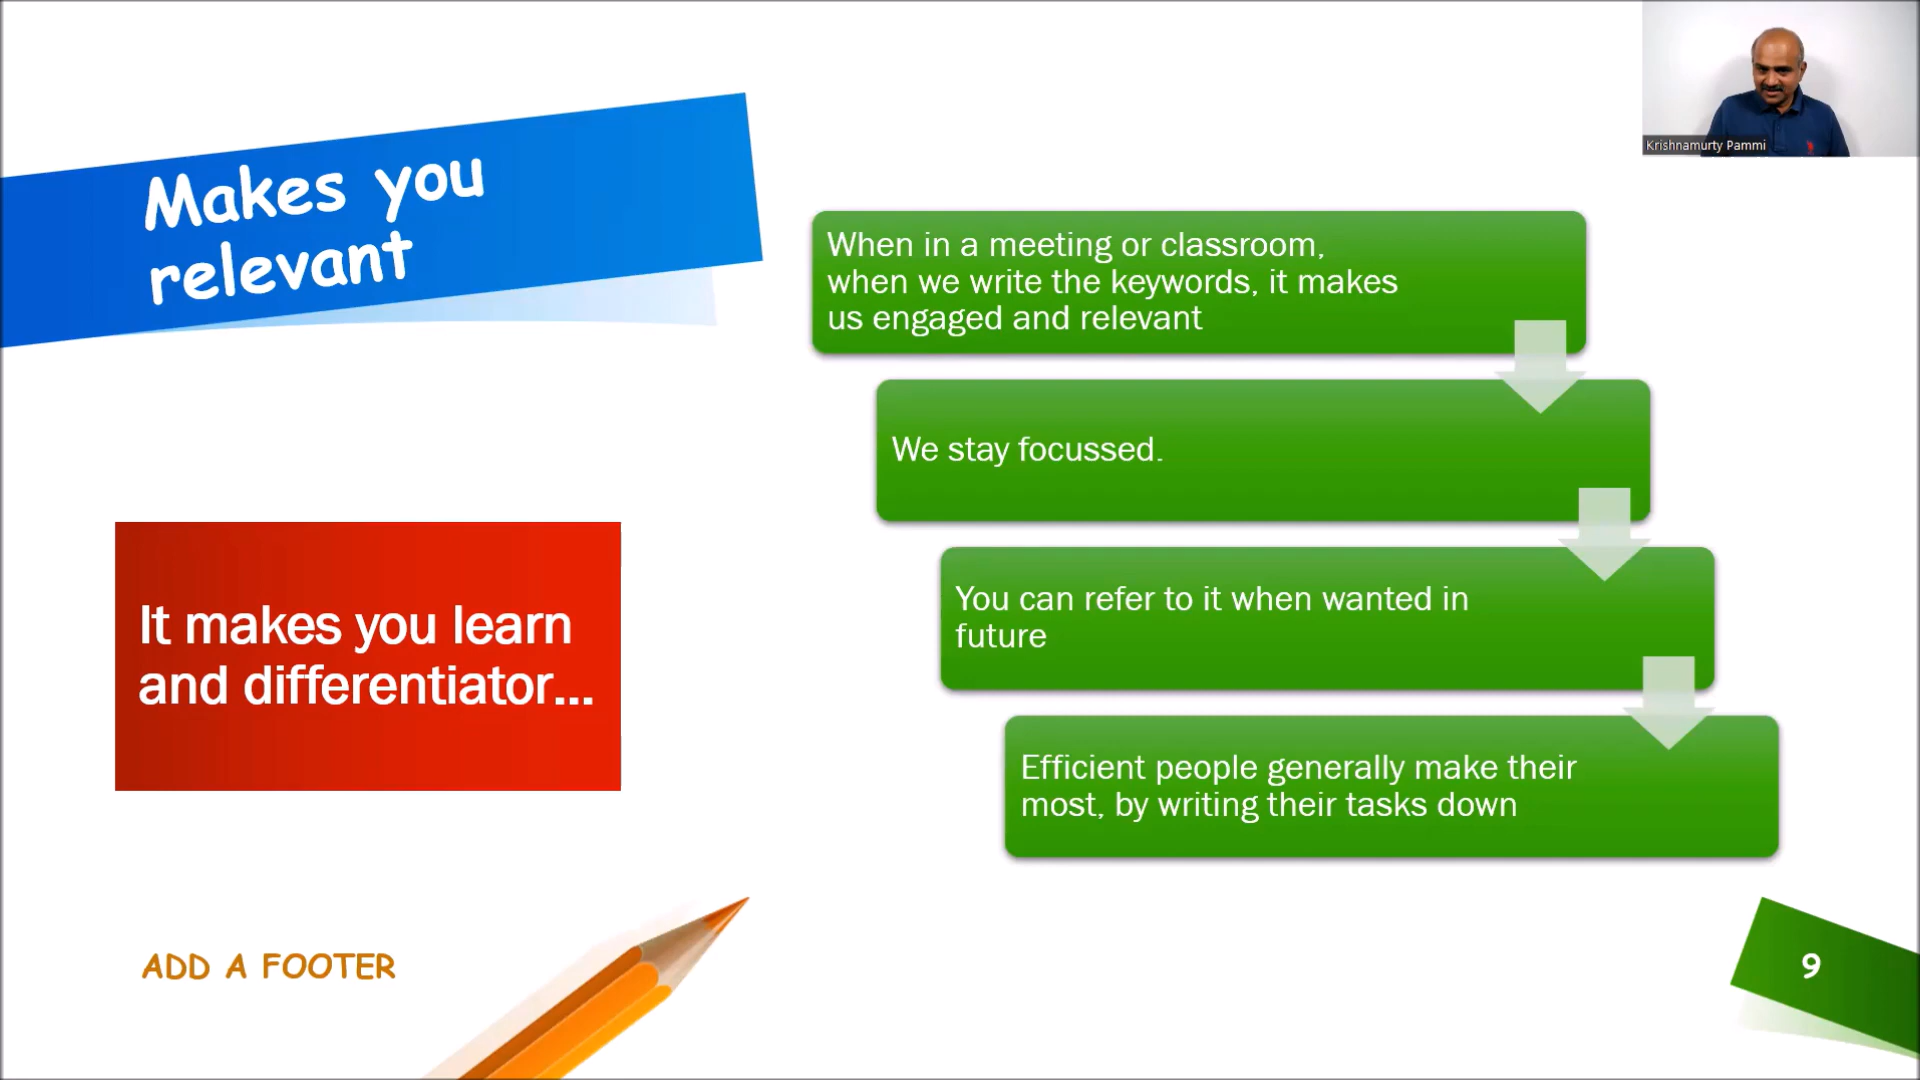 Krishnamurty Pammi
Makes you
relevant
When in a meeting or classroom,
when we write the keywords, it makes
us engaged and relevant
We stay focussed.
You can refer to it when wanted in
future
Efficient people generally make their
most, by writing their tasks down
It makes you learn
and differentiator...
ADD A FOOTER
9